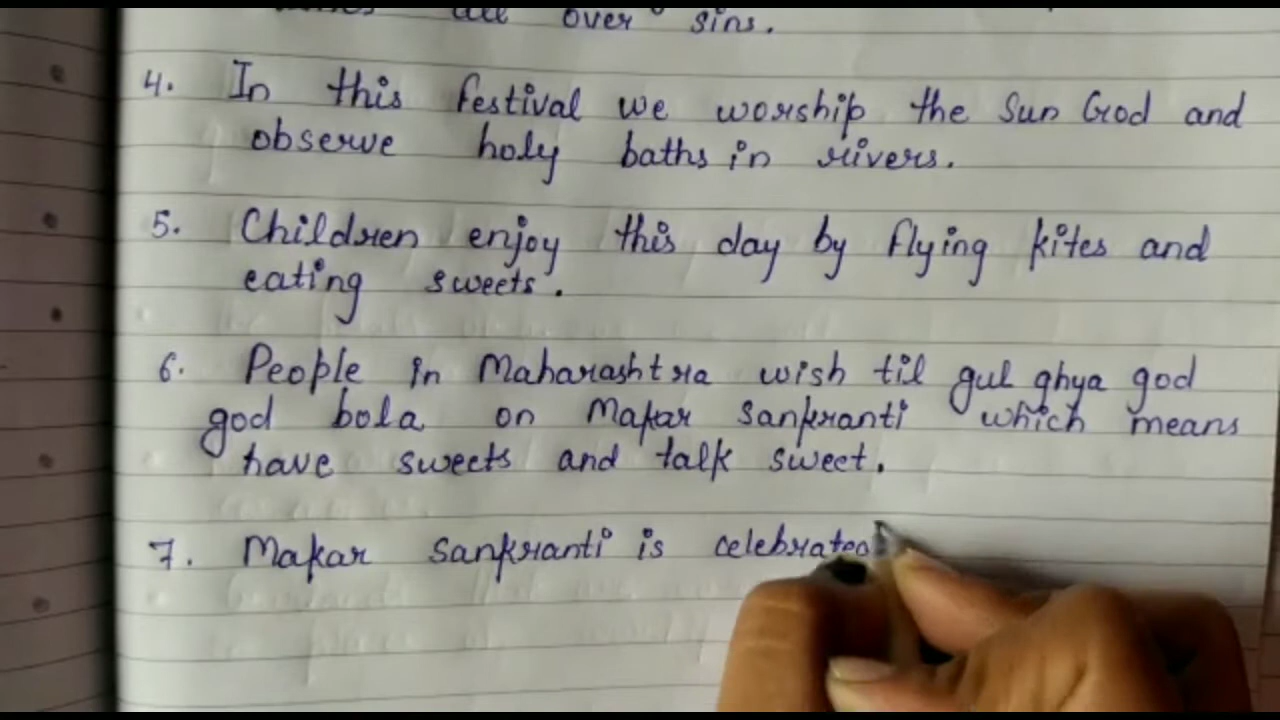 all over sins.
4. In this festival we worship the Sun God and
observe holy baths in rivers.
5. Children enjoy this day by flying kites and
eating sweets.
6. People in Maharashtra wish til gul ghya god
god bola on Makar Sankranti which means
have sweets and talk sweet.
7. Makar Sankranti is celebrated